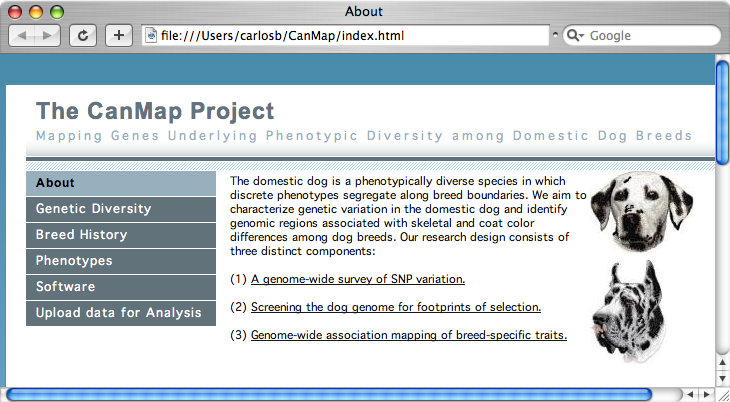 About
file:///Users/carlosb/CanMap/index.html
Google
The CanMap Project
Mapping Genes Underlying Phenotypic Diversity among Domestic Dog Breeds
About
Genetic Diversity
Breed History
Phenotypes
Software
Upload data for Analysis
The domestic dog is a phenotypically diverse species in which
discrete phenotypes segregate along breed boundaries. We aim to
characterize genetic variation in the domestic dog and identify
genomic regions associated with skeletal and coat color
differences among dog breeds. Our research design consists of
three distinct components:
(1) A genome-wide survey of SNP variation.
(2) Screening the dog genome for footprints of selection.
(3) Genome-wide association mapping of breed-specific traits.